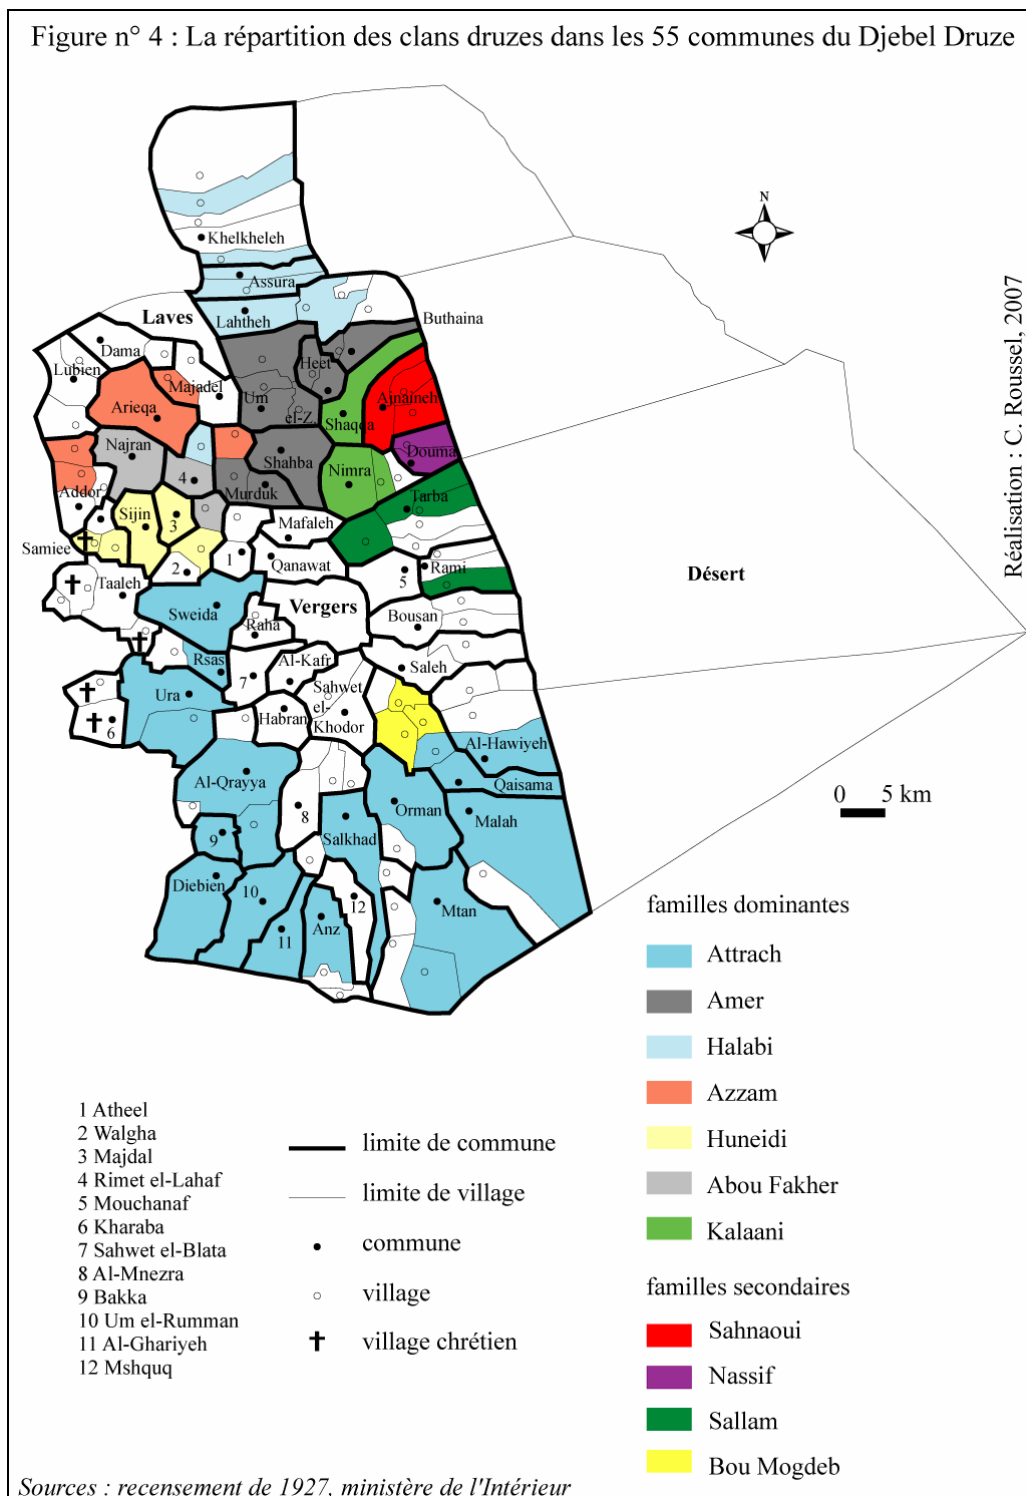 Figure n° 4 : La répartition des clans druzes dans les 55 communes du Djebel Druze
N
Khelkheleh
Assura
Laves
Lahtheh
Buthaina
Dama
Heet
Lubien
Majadel
Um
el-Z.
Ajnaineh
Arieqa
Shaqqa
Najran
Shahba
Douma
4
Nimra
Addor
Murduk
Tarba
Sijin
3
Mafaleh
Samiee
1
Qanawat
2
5
Rami
Taaleh
Vergers
Désert
Sweida
Raha
Bousan
Rsas
Al-Kafr
Saleh
7
Ura
Sahwet
el-
Khodor
6
Habran
Al-Hawiyeh
Al-Qrayya
Qaisama
8
Orman
Malah
9
Salkhad
Diebien
10
12
Mtan
11
Anz
0 5 km
Réalisation : C. Roussel, 2007
familles dominantes
Attrach
Amer
Halabi
Azzam
Huneidi
Abou Fakher
Kalaani
familles secondaires
Sahnaoui
Nassif
Sallam
Bou Mogdeb
1 Atheel
2 Walgha
3 Majdal
4 Rimet el-Lahaf
5 Mouchanaf
6 Kharaba
7 Sahwet el-Blata
8 Al-Mnezra
9 Bakka
10 Um el-Rumman
11 Al-Ghariyeh
12 Mshquq
limite de commune
limite de village
commune
village
village chrétien
Sources : recensement de 1927, ministère de l'Intérieur